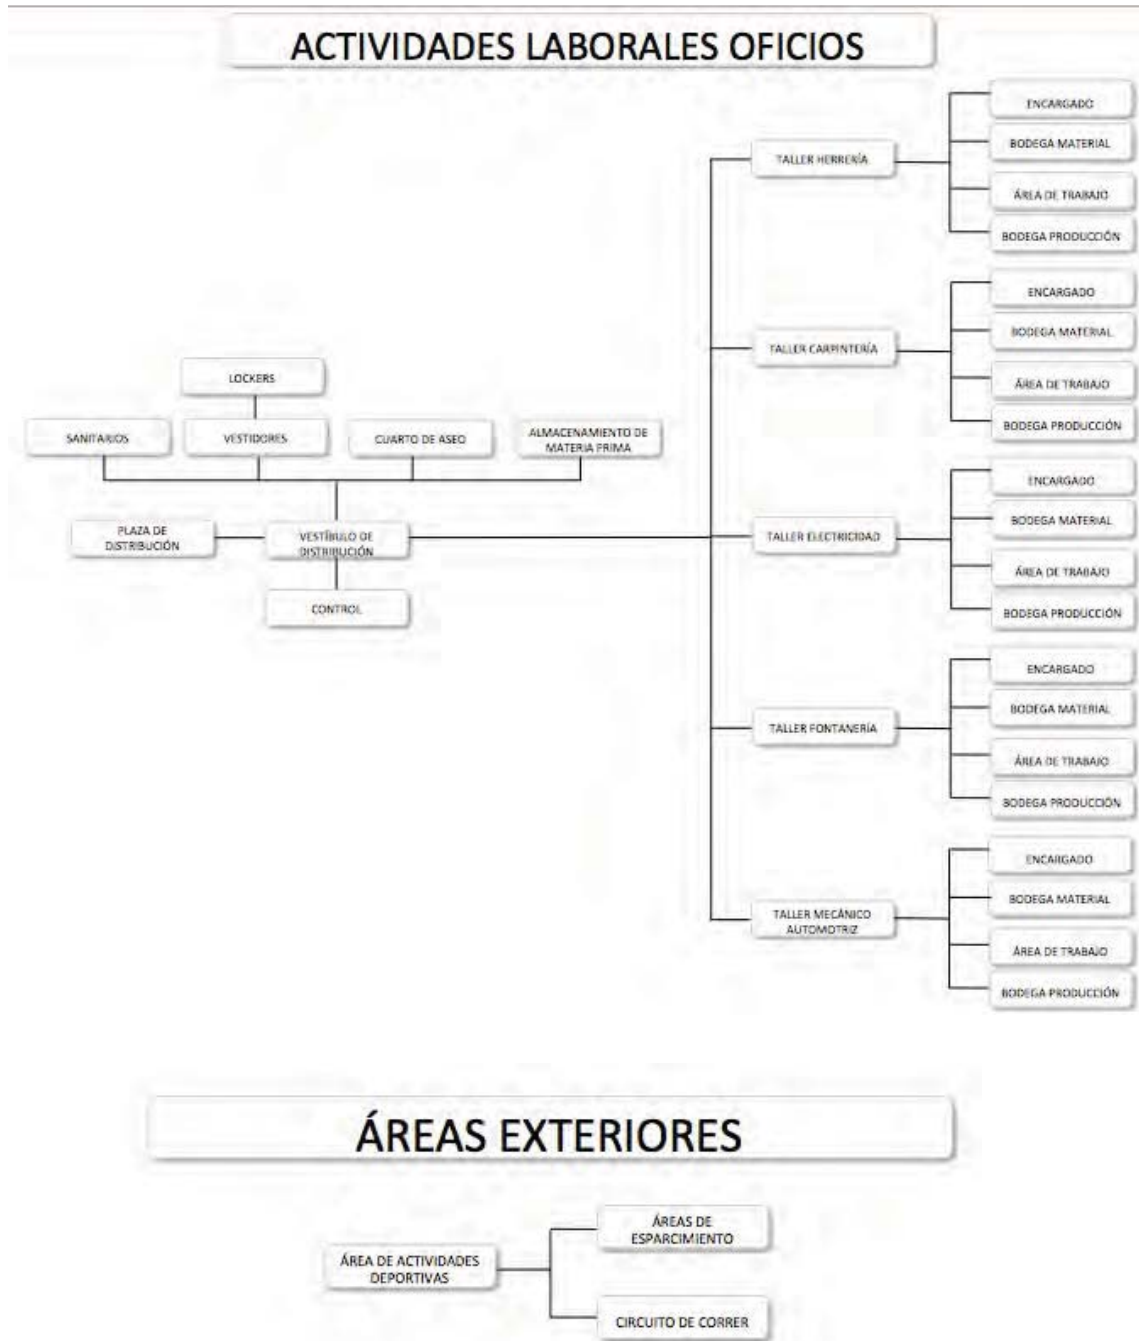 ACTIVIDADES LABORALES OFICIOS
ENCARGADO
BODEGA MATERIAL
TALLER HERRERÍA
ÁREA DE TRABAJO
BODEGA PRODUCCIÓN
ENCARGADO
BODEGA MATERIAL
TALLER CARPINTERÍA
ÁREA DE TRABAJO
BODEGA PRODUCCIÓN
LOCKERS
SANITARIOS
VESTIDORES
CUARTO DE ASEO
ALMACENAMIENTO DE
MATERIA PRIMA
ENCARGADO
BODEGA MATERIAL
PLAZA DE
DISTRIBUCIÓN
VESTÍBULO DE
DISTRIBUCIÓN
TALLER ELECTRICIDAD
ÁREA DE TRABAJO
BODEGA PRODUCCIÓN
CONTROL
ENCARGADO
BODEGA MATERIAL
TALLER FONTANERÍA
ÁREA DE TRABAJO
BODEGA PRODUCCIÓN
ENCARGADO
BODEGA MATERIAL
TALLER MECÁNICO
AUTOMOTRIZ
ÁREA DE TRABAJO
BODEGA PRODUCCIÓN
ÁREAS EXTERIORES
ÁREAS DE
ESPARCIMIENTO
ÁREA DE ACTIVIDADES
DEPORTIVAS
CIRCUITO DE CORRER